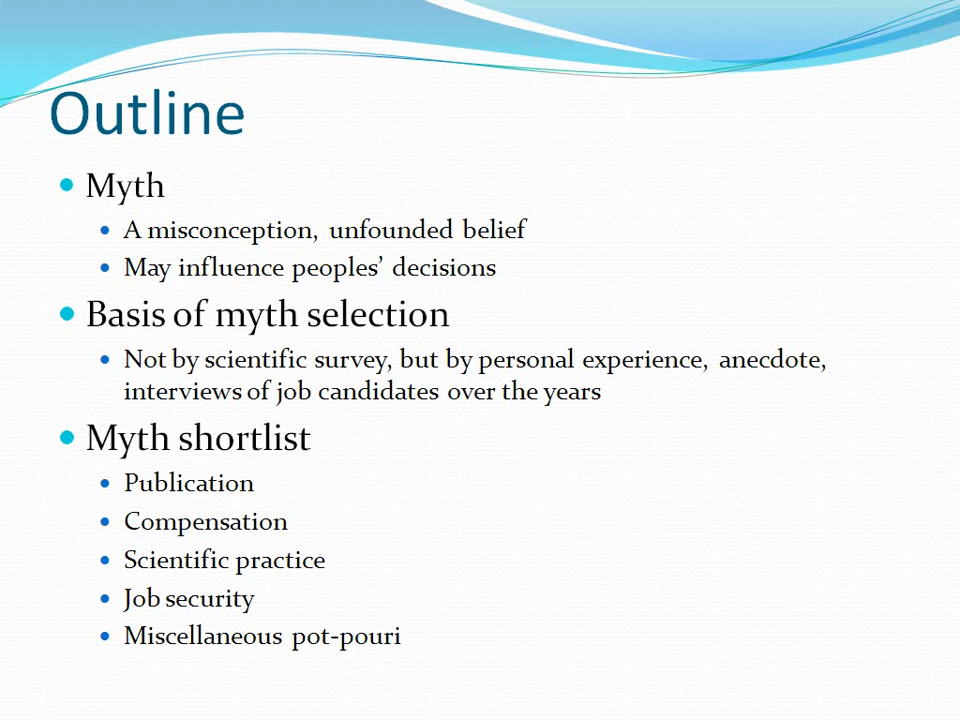 Outline
Myth
A misconception, unfounded belief
May influence peoples’ decisions
Basis of myth selection
Not by scientific survey, but by personal experience, anecdote,
interviews of job candidates over the years
Myth shortlist
Publication
Compensation
Scientific practice
Job security
Miscellaneous pot-pouri